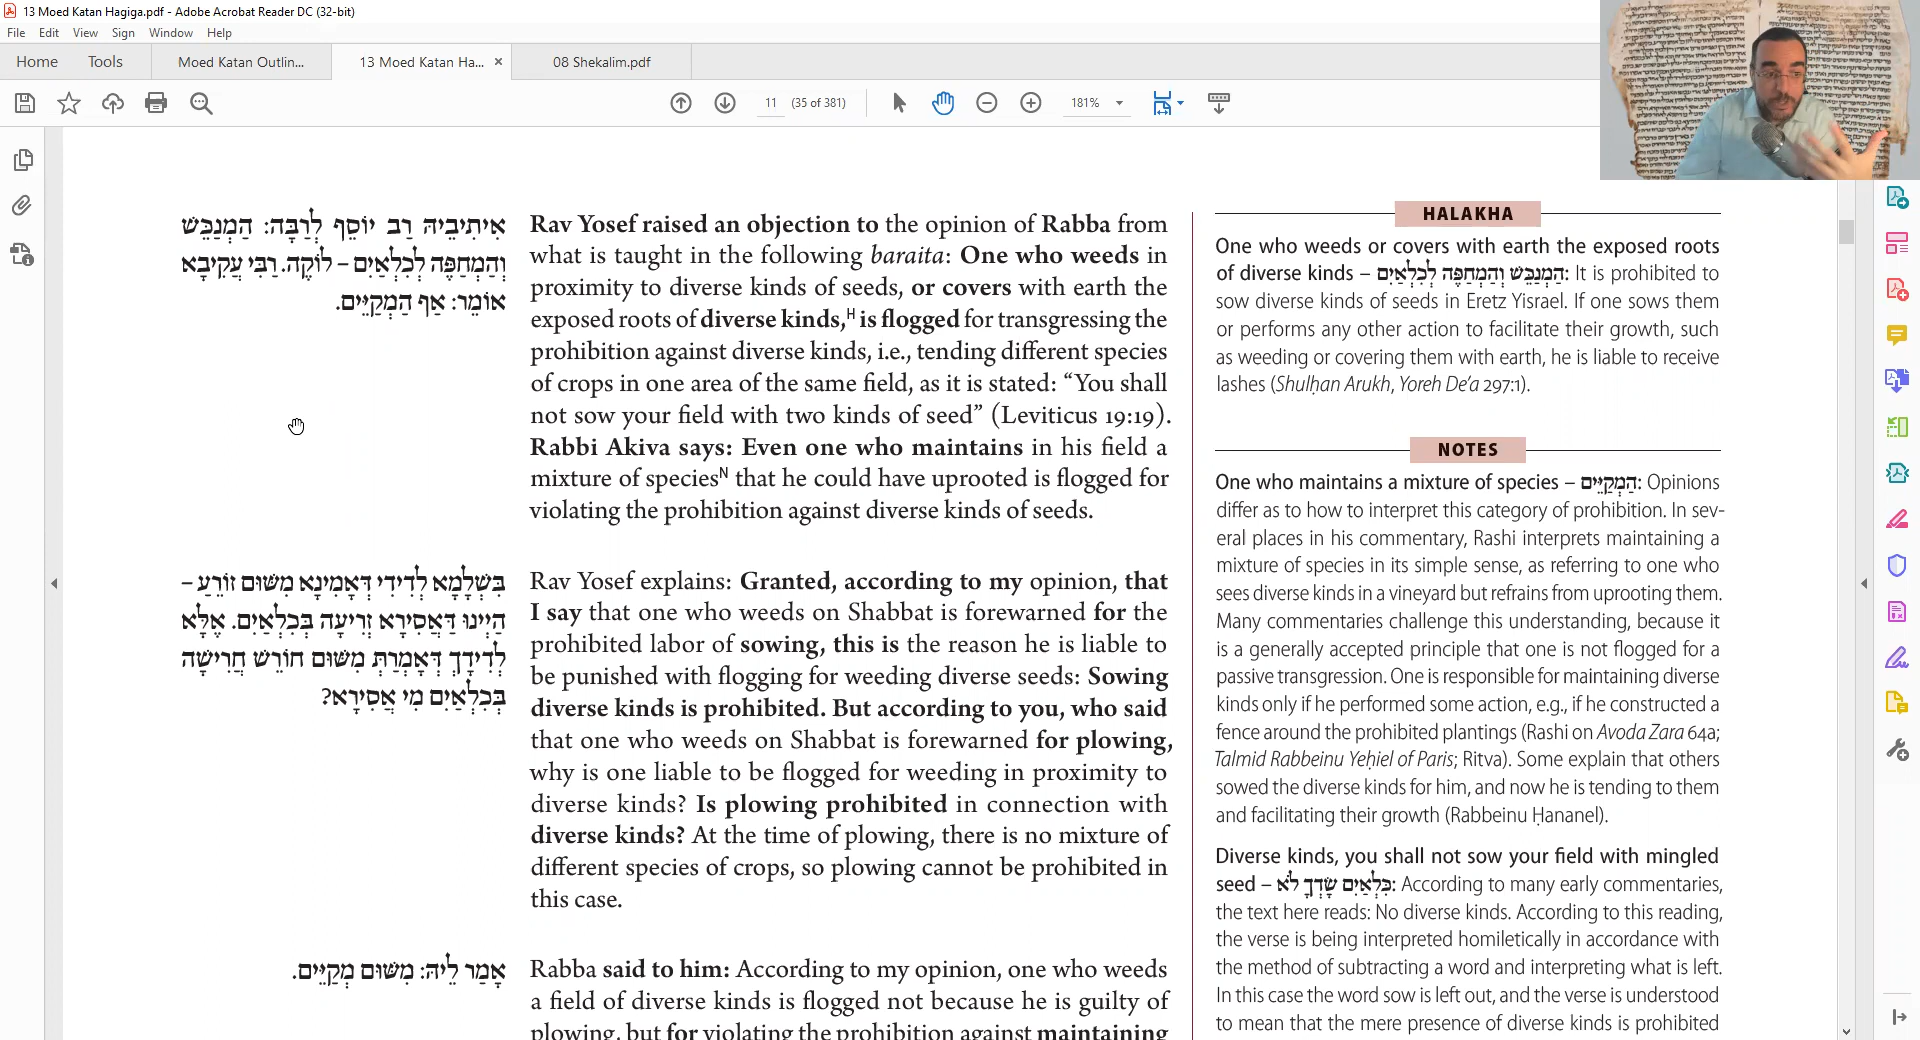 13 Moed Katan Hagiga.pdf - Adobe Acrobat Reader DC (32-bit)
File Edit View Sign Window Help
Home Tools Moed Katan Outlin... 13 Moed Katan Ha... × 08 Shekalim.pdf
11 (35 of 381) 181%
אֵיתִיבֵיהּ רַב יוֹסֵף לְרַבָּה: הַמְנַכֵּשׁ
וְהַמְחַפֶּה לְכִלְאַיִם – לוֹקֶה. רַבִּי עֲקִיבָא
אוֹמֵר: אַף הַמְקַיֵּים.
Rav Yosef raised an objection to the opinion of Rabba from
what is taught in the following baraita: One who weeds in
proximity to diverse kinds of seeds, or covers with earth the
exposed roots of diverse kinds,H is flogged for transgressing the
prohibition against diverse kinds, i.e., tending different species
of crops in one area of the same field, as it is stated: “You shall
not sow your field with two kinds of seed” (Leviticus 19:19).
Rabbi Akiva says: Even one who maintains in his field a
mixture of speciesN that he could have uprooted is flogged for
violating the prohibition against diverse kinds of seeds.
בִּשְׁלָמָא לְדִידִי דְּאָמִינָא מִשּׁוּם זוֹרֵעַ –
הַיְינוּ דַּאֲסִירָא זְרִיעָה בְּכִלְאַיִם. אֶלָּא
לְדִידָךְ דְּאָמְרַתְּ מִשּׁוּם חוֹרֵשׁ חֲרִישָׁה
בְּכִלְאַיִם מִי אֲסִירָא?
Rav Yosef explains: Granted, according to my opinion, that
I say that one who weeds on Shabbat is forewarned for the
prohibited labor of sowing, this is the reason he is liable to
be punished with flogging for weeding diverse seeds: Sowing
diverse kinds is prohibited. But according to you, who said
that one who weeds on Shabbat is forewarned for plowing,
why is one liable to be flogged for weeding in proximity to
diverse kinds? Is plowing prohibited in connection with
diverse kinds? At the time of plowing, there is no mixture of
different species of crops, so plowing cannot be prohibited in
this case.
אָמַר לֵיהּ: מִשּׁוּם מְקַיֵּים.
Rabba said to him: According to my opinion, one who weeds
a field of diverse kinds is flogged not because he is guilty of
plowing, but for violating the prohibition against maintaining
HALAKHA
One who weeds or covers with earth the exposed roots
of diverse kinds – הַמְנַכֵּשׁ וְהַמְחַפֶּה לְכִלְאַיִם: It is prohibited to
sow diverse kinds of seeds in Eretz Yisrael. If one sows them
or performs any other action to facilitate their growth, such
as weeding or covering them with earth, he is liable to receive
lashes (Shulḥan Arukh, Yoreh De’a 297:1).
NOTES
One who maintains a mixture of species – הַמְקַיֵּים: Opinions
differ as to how to interpret this category of prohibition. In sev-
eral places in his commentary, Rashi interprets maintaining a
mixture of species in its simple sense, as referring to one who
sees diverse kinds in a vineyard but refrains from uprooting them.
Many commentaries challenge this understanding, because it
is a generally accepted principle that one is not flogged for a
passive transgression. One is responsible for maintaining diverse
kinds only if he performed some action, e.g., if he constructed a
fence around the prohibited plantings (Rashi on Avoda Zara 64a;
Talmid Rabbeinu Yeḥiel of Paris; Ritva). Some explain that others
sowed the diverse kinds for him, and now he is tending to them
and facilitating their growth (Rabbeinu Ḥananel).
Diverse kinds, you shall not sow your field with mingled
seed – כִּלְאַיִם שָׂדְךָ לֹא: According to many early commentaries,
the text here reads: No diverse kinds. According to this reading,
the verse is being interpreted homiletically in accordance with
the method of subtracting a word and interpreting what is left.
In this case the word sow is left out, and the verse is understood
to mean that the mere presence of diverse kinds is prohibited